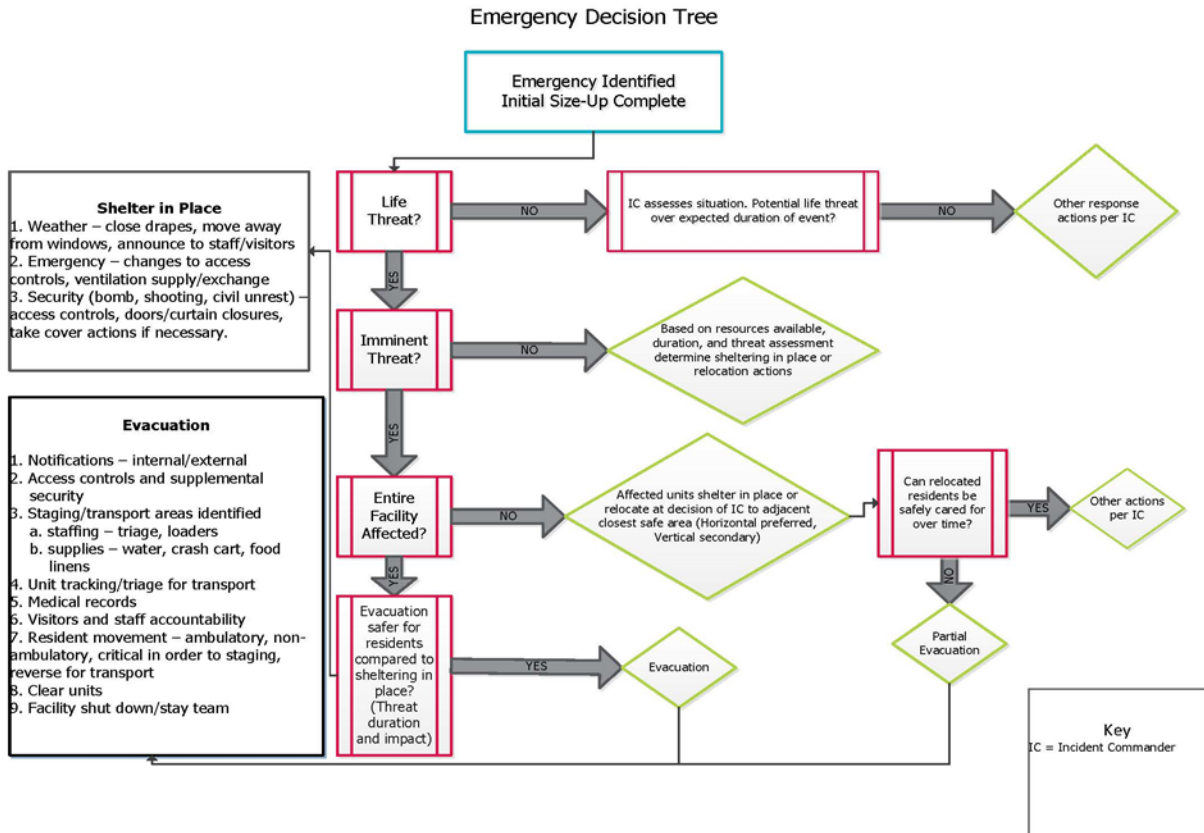 Emergency Decision Tree
Emergency Identified
Initial Size-Up Complete
Shelter in Place
1. Weather – close drapes, move away
from windows, announce to staff/visitors
2. Emergency – changes to access
controls, ventilation supply/exchange
3. Security (bomb, shooting, civil unrest) –
access controls, doors/curtain closures,
take cover actions if necessary.
Life
Threat?
NO
IC assesses situation. Potential life threat
over expected duration of event?
NO
Other response
actions per IC
YES
Imminent
Threat?
NO
Based on resources available,
duration, and threat assessment
determine sheltering in place or
relocation actions
YES
Evacuation
1. Notifications – internal/external
2. Access controls and supplemental
security
3. Staging/transport areas identified
a. staffing – triage, loaders
b. supplies – water, crash cart, food
linens
4. Unit tracking/triage for transport
5. Medical records
6. Visitors and staff accountability
7. Resident movement – ambulatory, non-
ambulatory, critical in order to staging,
reverse for transport
8. Clear units
9. Facility shut down/stay team
Entire
Facility
Affected?
NO
Affected units shelter in place or
relocate at decision of IC to adjacent
closest safe area (Horizontal preferred,
Vertical secondary)
Can relocated
residents be
safely cared for
over time?
YES
Other actions
per IC
YES
NO
Evacuation
safer for
residents
compared to
sheltering in
place?
(Threat
duration
and impact)
YES
Evacuation
Partial
Evacuation
Key
IC = Incident Commander